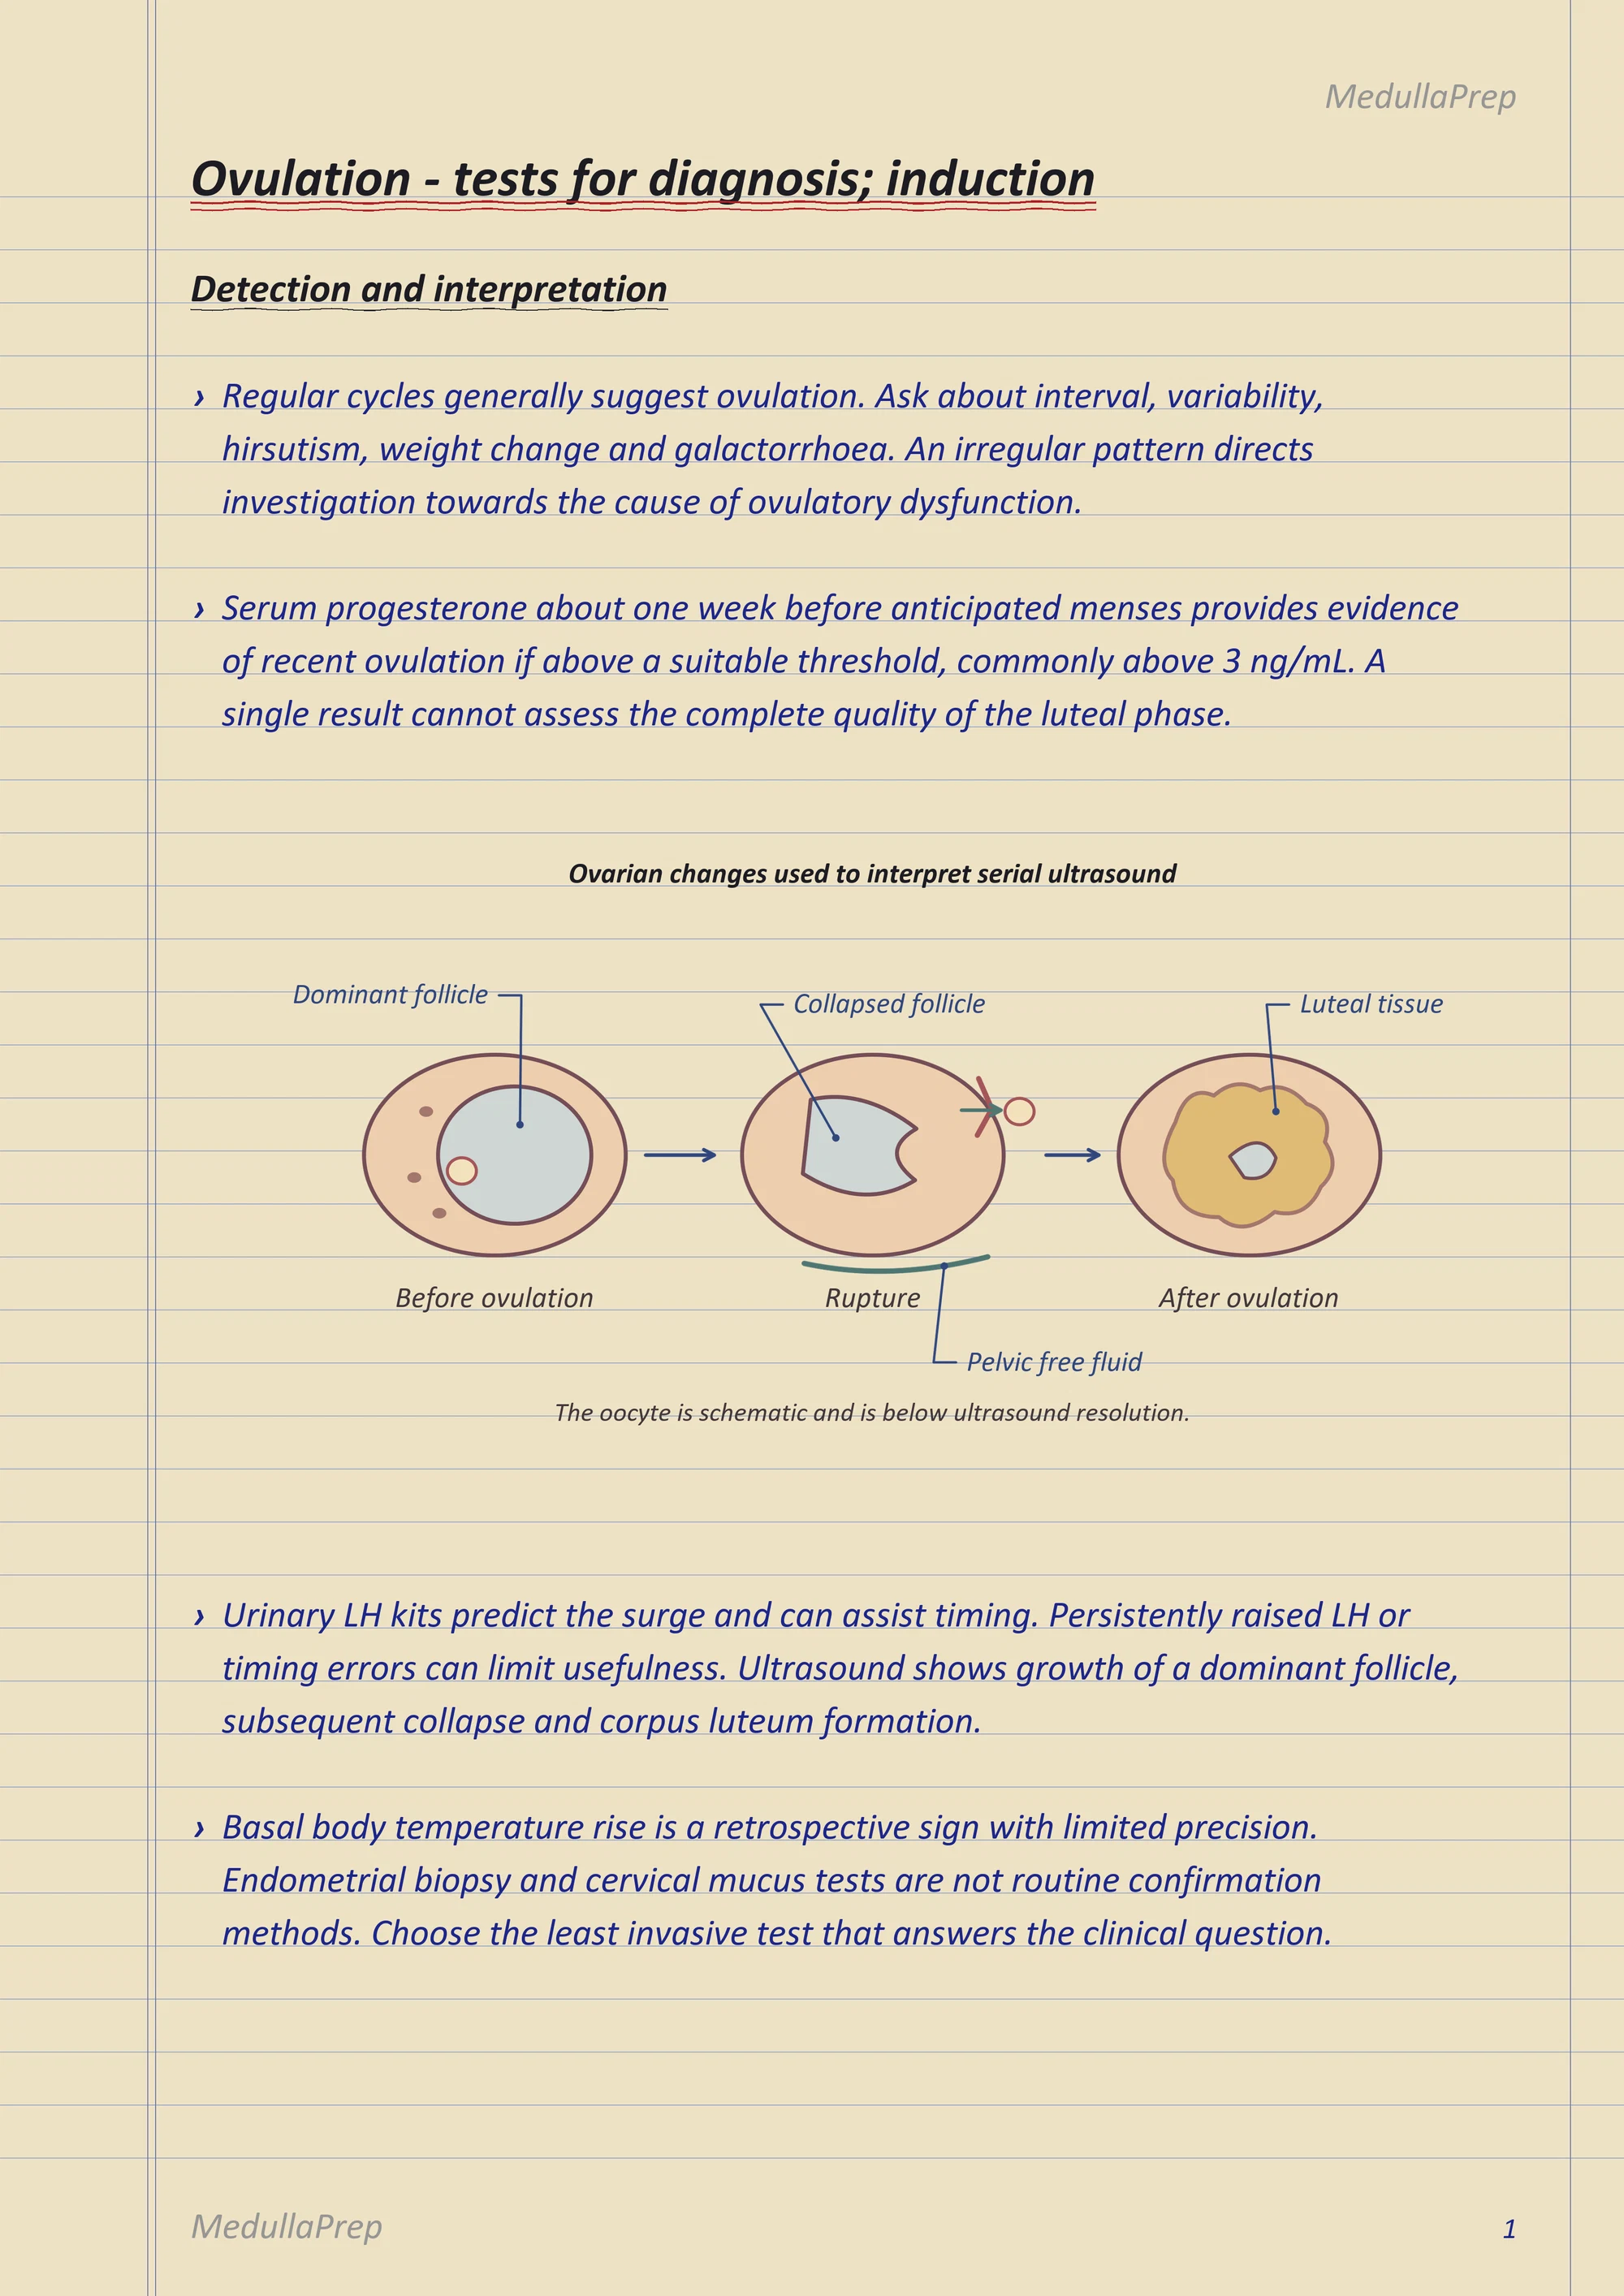 MedullaPrep
Ovulation - tests for diagnosis; induction
Detection and interpretation
› Regular cycles generally suggest ovulation. Ask about interval, variability,
hirsutism, weight change and galactorrhoea. An irregular pattern directs
investigation towards the cause of ovulatory dysfunction.
› Serum progesterone about one week before anticipated menses provides evidence
of recent ovulation if above a suitable threshold, commonly above 3 ng/mL. A
single result cannot assess the complete quality of the luteal phase.
Ovarian changes used to interpret serial ultrasound
Dominant follicle
Collapsed follicle
Luteal tissue
Before ovulation
Rupture
After ovulation
Pelvic free fluid
The oocyte is schematic and is below ultrasound resolution.
› Urinary LH kits predict the surge and can assist timing. Persistently raised LH or
timing errors can limit usefulness. Ultrasound shows growth of a dominant follicle,
subsequent collapse and corpus luteum formation.
› Basal body temperature rise is a retrospective sign with limited precision.
Endometrial biopsy and cervical mucus tests are not routine confirmation
methods. Choose the least invasive test that answers the clinical question.
MedullaPrep
1